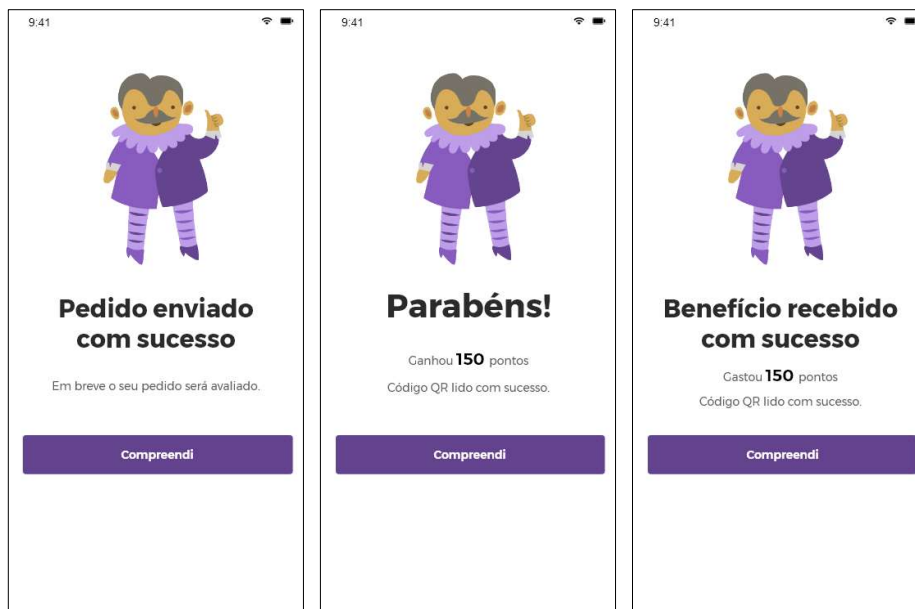 9:41
Pedido enviado
com sucesso
Em breve o seu pedido será avaliado.
Compreendi
9:41
Parabéns!
Ganhou 150 pontos
Código QR lido com sucesso.
Compreendi
9:41
Benefício recebido
com sucesso
Gastou 150 pontos
Código QR lido com sucesso.
Compreendi